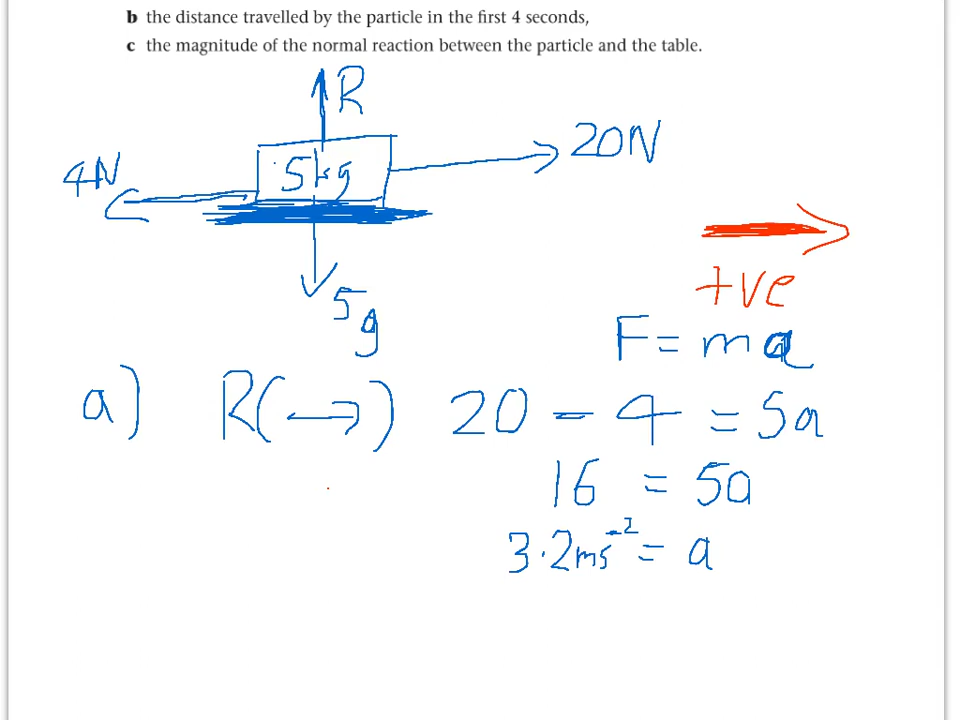 b the distance travelled by the particle in the first 4 seconds,
c the magnitude of the normal reaction between the particle and the table.
R
20N
4N
5kg
+ve
5g
F = ma
a) R(→) 20 - 4 = 5a
16 = 5a
3.2ms⁻² = a